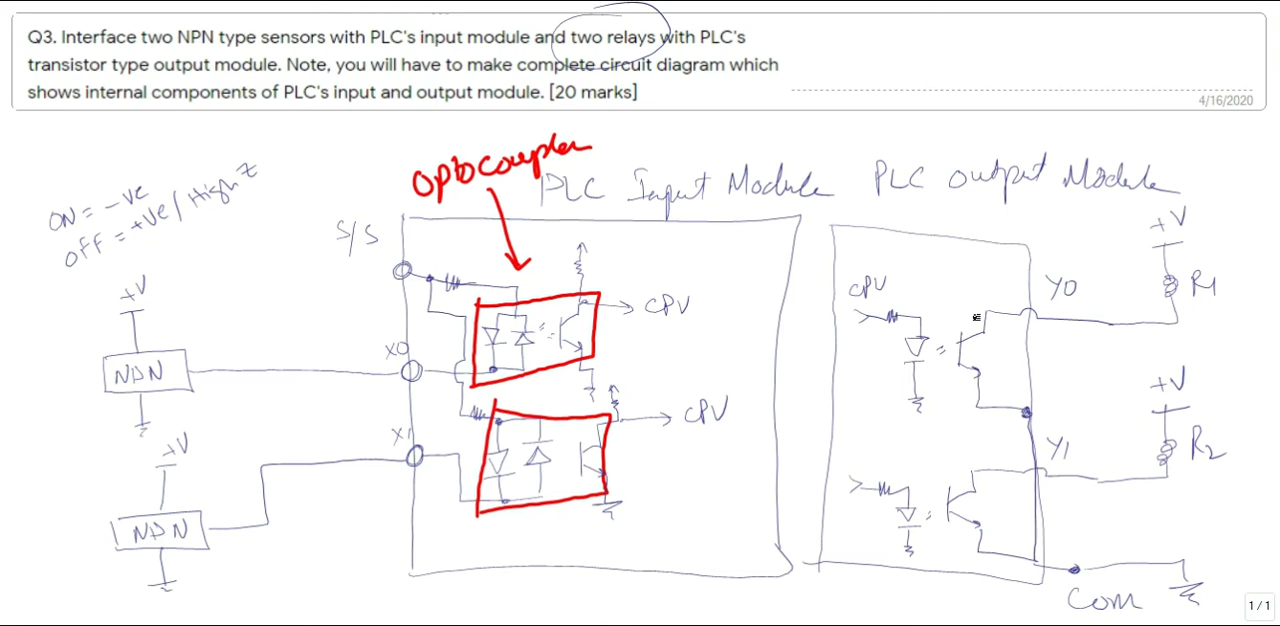 Q3. Interface two NPN type sensors with PLC's input module and two relays with PLC's
transistor type output module. Note, you will have to make complete circuit diagram which
shows internal components of PLC's input and output module. [20 marks]
4/16/2020
optocoupler
PLC Input Module
PLC output Module
ON = -ve
OFF = +ve/High Z
S/S
+V
NPN
X0
CPU
+V
NPN
X1
CPU
CPU
Y0
+V
R1
Y1
+V
R2
Com
1 / 1